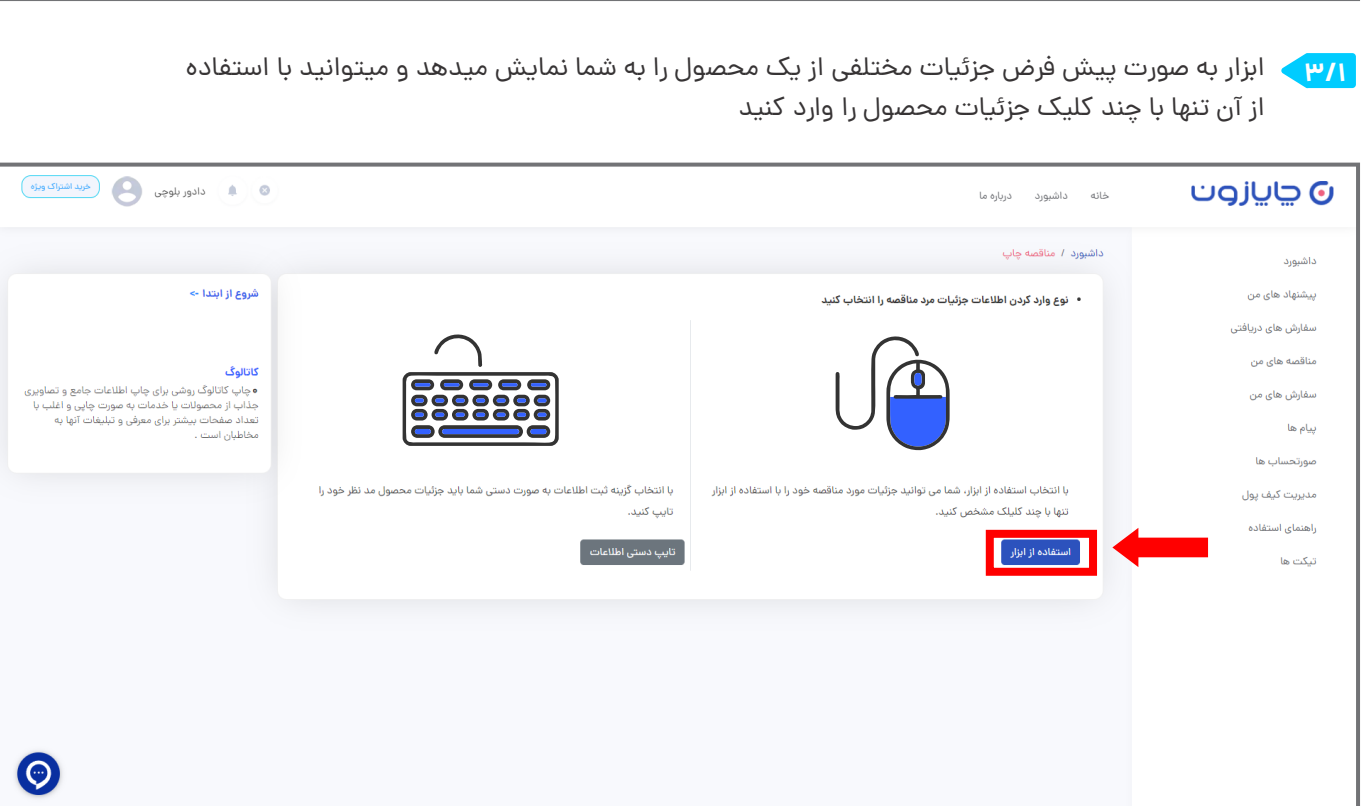 ۳/۱
ابزار به صورت پیش فرض جزئیات مختلفی از یک محصول را به شما نمایش میدهد و میتوانید با استفاده
از آن تنها با چند کلیک جزئیات محصول را وارد کنید
چاپازون
خانه
داشبورد
درباره ما
دادور بلوچی
خرید اشتراک ویژه
داشبورد
پیشنهاد های من
سفارش های دریافتی
مناقصه های من
سفارش های من
پیام ها
صورتحساب ها
مدیریت کیف پول
راهنمای استفاده
تیکت ها
داشبورد / مناقصه چاپ
• نوع وارد کردن اطلاعات جزئیات مرد مناقصه را انتخاب کنید
با انتخاب استفاده از ابزار، شما می توانید جزئیات مورد مناقصه خود را با استفاده از ابزار
تنها با چند کلیلک مشخص کنید.
استفاده از ابزار
با انتخاب گزینه ثبت اطلاعات به صورت دستی شما باید جزئیات محصول مد نظر خود را
تایپ کنید.
تایپ دستی اطلاعات
شروع از ابتدا ->
کاتالوگ
•چاپ کاتالوگ روشی برای چاپ اطلاعات جامع و تصاویری
جذاب از محصولات یا خدمات به صورت چاپی و اغلب با
تعداد صفحات بیشتر برای معرفی و تبلیغات آنها به
مخاطبان است .